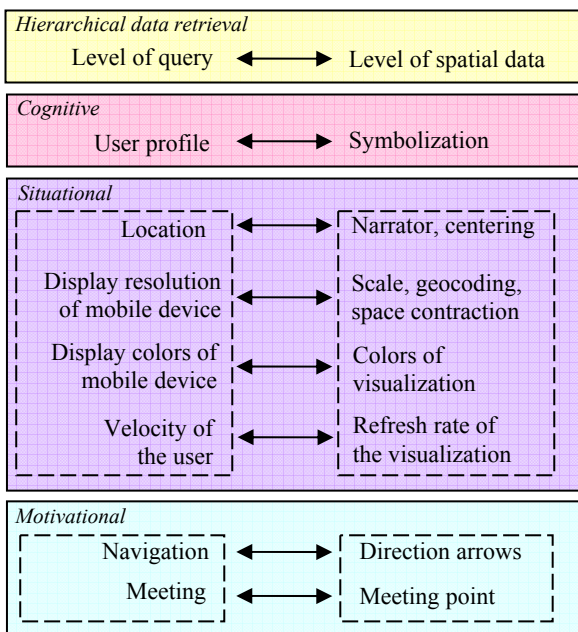 Hierarchical data retrieval
Level of query
Level of spatial data
Cognitive
User profile
Symbolization
Situational
Location
Narrator, centering
Display resolution
of mobile device
Scale, geocoding,
space contraction
Display colors of
mobile device
Colors of
visualization
Velocity of
the user
Refresh rate of
the visualization
Motivational
Navigation
Direction arrows
Meeting
Meeting point